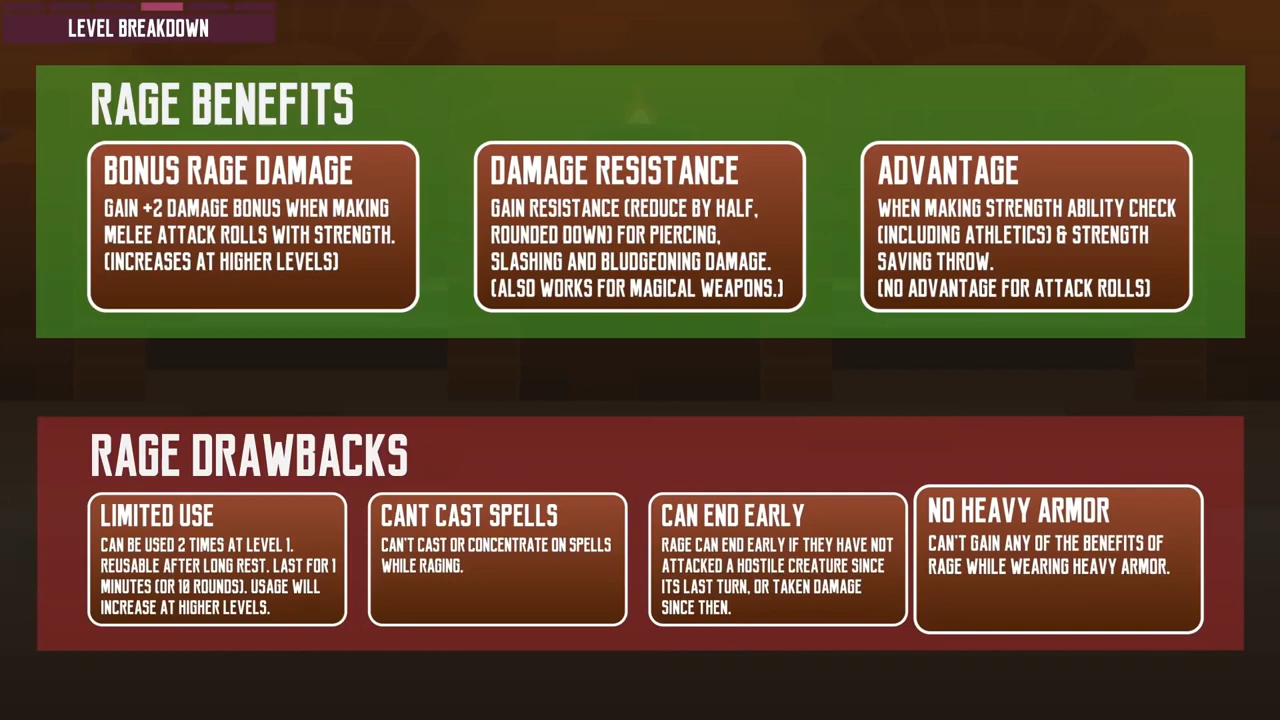 LEVEL BREAKDOWN
RAGE BENEFITS
BONUS RAGE DAMAGE
GAIN +2 DAMAGE BONUS WHEN MAKING
MELEE ATTACK ROLLS WITH STRENGTH.
(INCREASES AT HIGHER LEVELS)
DAMAGE RESISTANCE
GAIN RESISTANCE (REDUCE BY HALF,
ROUNDED DOWN) FOR PIERCING,
SLASHING AND BLUDGEONING DAMAGE.
(ALSO WORKS FOR MAGICAL WEAPONS.)
ADVANTAGE
WHEN MAKING STRENGTH ABILITY CHECK
(INCLUDING ATHLETICS) & STRENGTH
SAVING THROW.
(NO ADVANTAGE FOR ATTACK ROLLS)
RAGE DRAWBACKS
LIMITED USE
CAN BE USED 2 TIMES AT LEVEL 1.
REUSABLE AFTER LONG REST. LAST FOR 1
MINUTES (OR 10 ROUNDS). USAGE WILL
INCREASE AT HIGHER LEVELS.
CANT CAST SPELLS
CAN'T CAST OR CONCENTRATE ON SPELLS
WHILE RAGING.
CAN END EARLY
RAGE CAN END EARLY IF THEY HAVE NOT
ATTACKED A HOSTILE CREATURE SINCE
ITS LAST TURN, OR TAKEN DAMAGE
SINCE THEN.
NO HEAVY ARMOR
CAN'T GAIN ANY OF THE BENEFITS OF
RAGE WHILE WEARING HEAVY ARMOR.